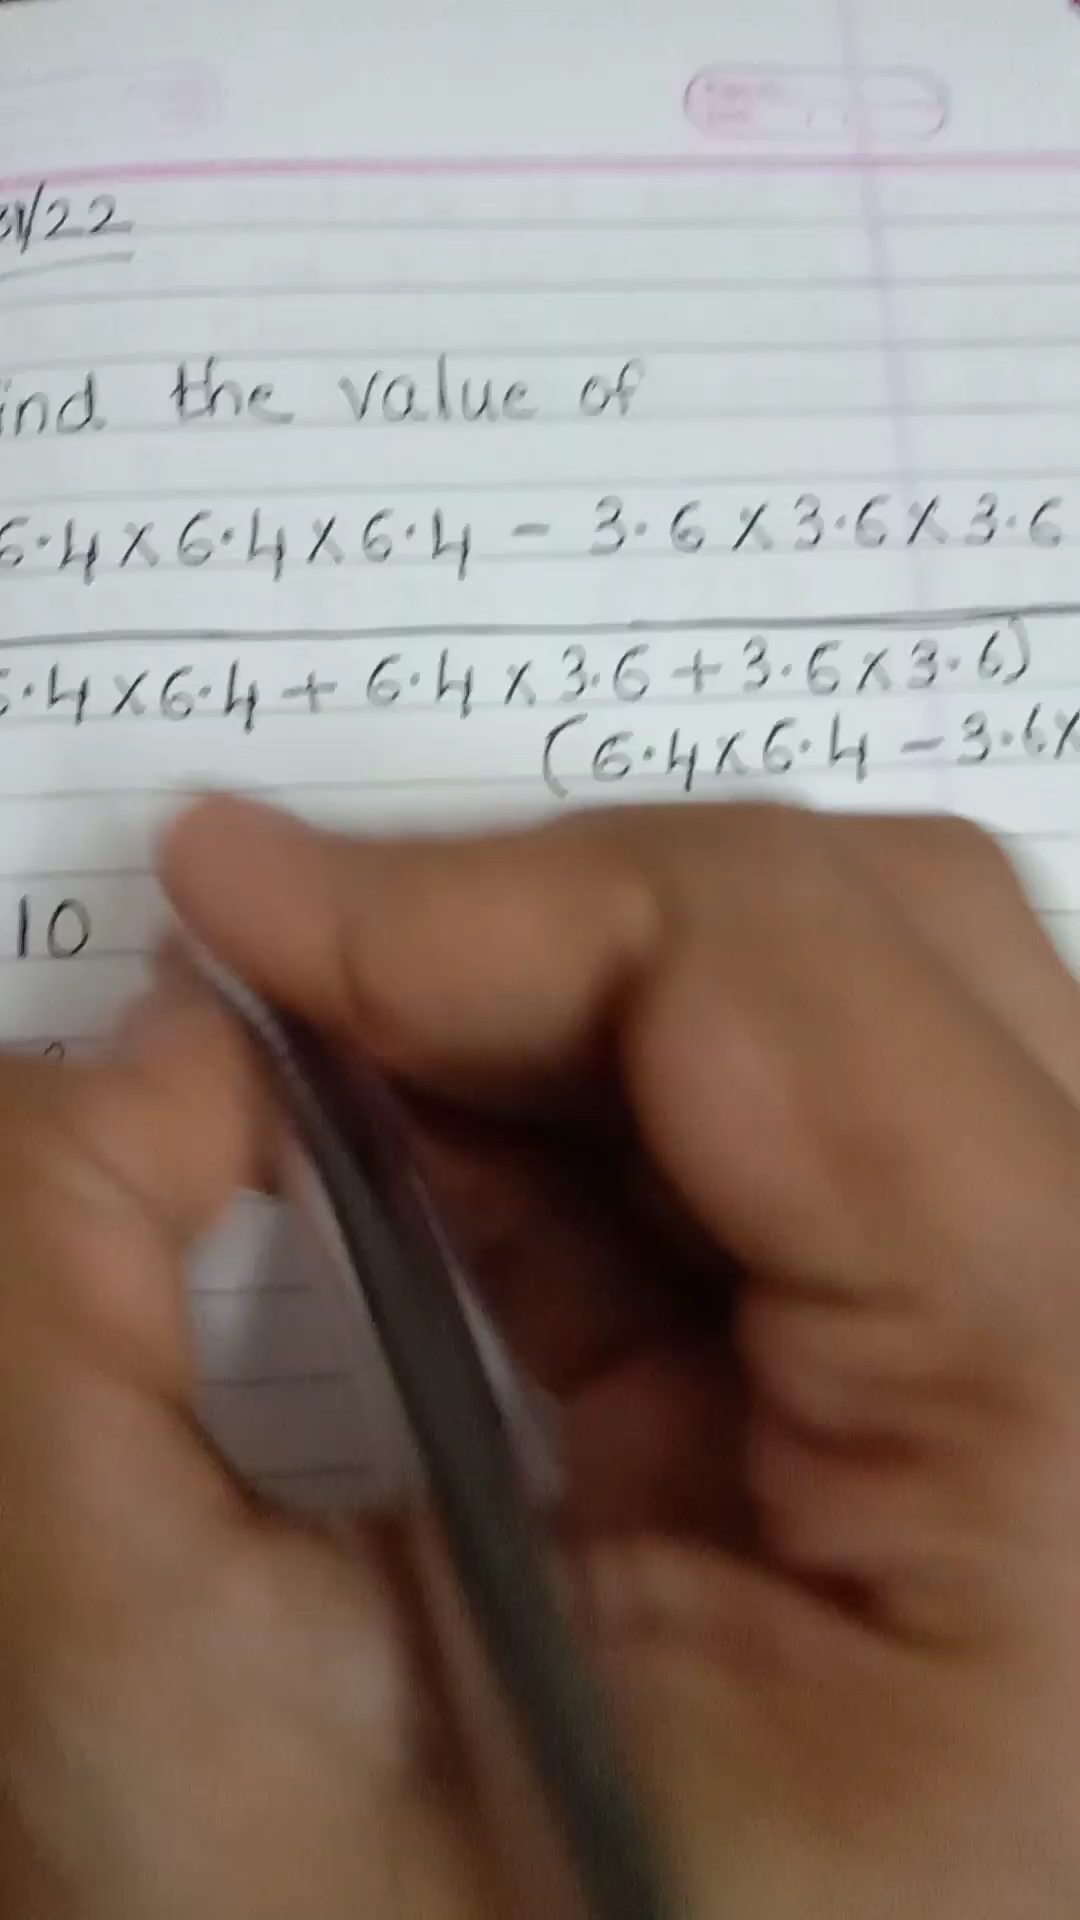 /22
ind the value of
6.4×6.4×6.4 - 3.6×3.6×3.6
.4×6.4 + 6.4×3.6 + 3.6×3.6)
(6.4×6.4 - 3.6×
10